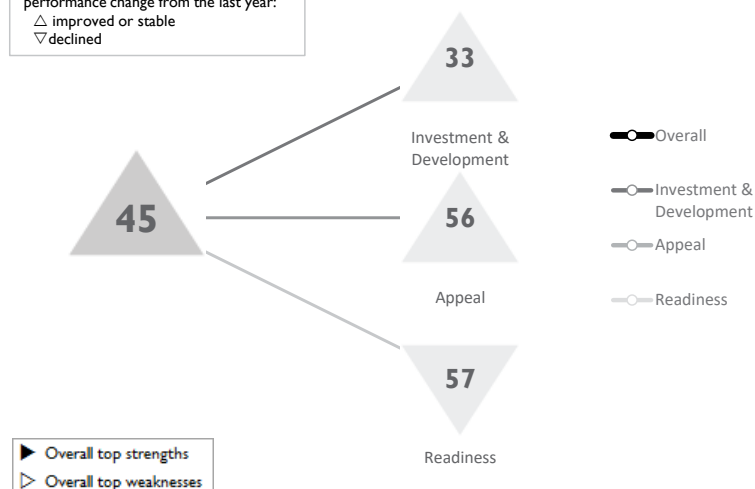 performance change from the last year:
△ improved or stable
▽ declined
33
Investment &
Development
45
56
Appeal
57
Readiness
Overall
Investment &
Development
Appeal
Readiness
▶ Overall top strengths
▷ Overall top weaknesses